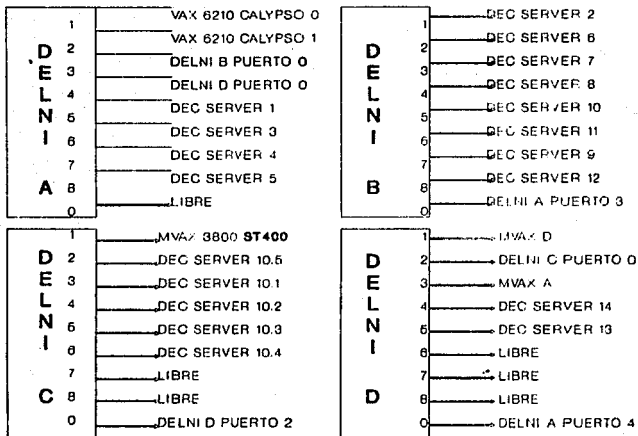 DELNI A
1 VAX 6210 CALYPSO 0
2 VAX 6210 CALYPSO 1
3 DELNI B PUERTO 0
4 DELNI D PUERTO 0
5 DEC SERVER 1
6 DEC SERVER 3
7 DEC SERVER 4
8 DEC SERVER 5
0 LIBRE
DELNI B
1 DEC SERVER 2
2 DEC SERVER 6
3 DEC SERVER 7
4 DEC SERVER 8
5 DEC SERVER 10
6 DEC SERVER 11
7 DEC SERVER 9
8 DEC SERVER 12
0 DELNI A PUERTO 3
DELNI C
1 MVAX 3800 ST400
2 DEC SERVER 10.5
3 DEC SERVER 10.1
4 DEC SERVER 10.2
5 DEC SERVER 10.3
6 DEC SERVER 10.4
7 LIBRE
8 LIBRE
0 DELNI D PUERTO 2
DELNI D
1 MVAX D
2 DELNI C PUERTO 0
3 MVAX A
4 DEC SERVER 14
5 DEC SERVER 13
6 LIBRE
7 LIBRE
8 LIBRE
0 DELNI A PUERTO 4